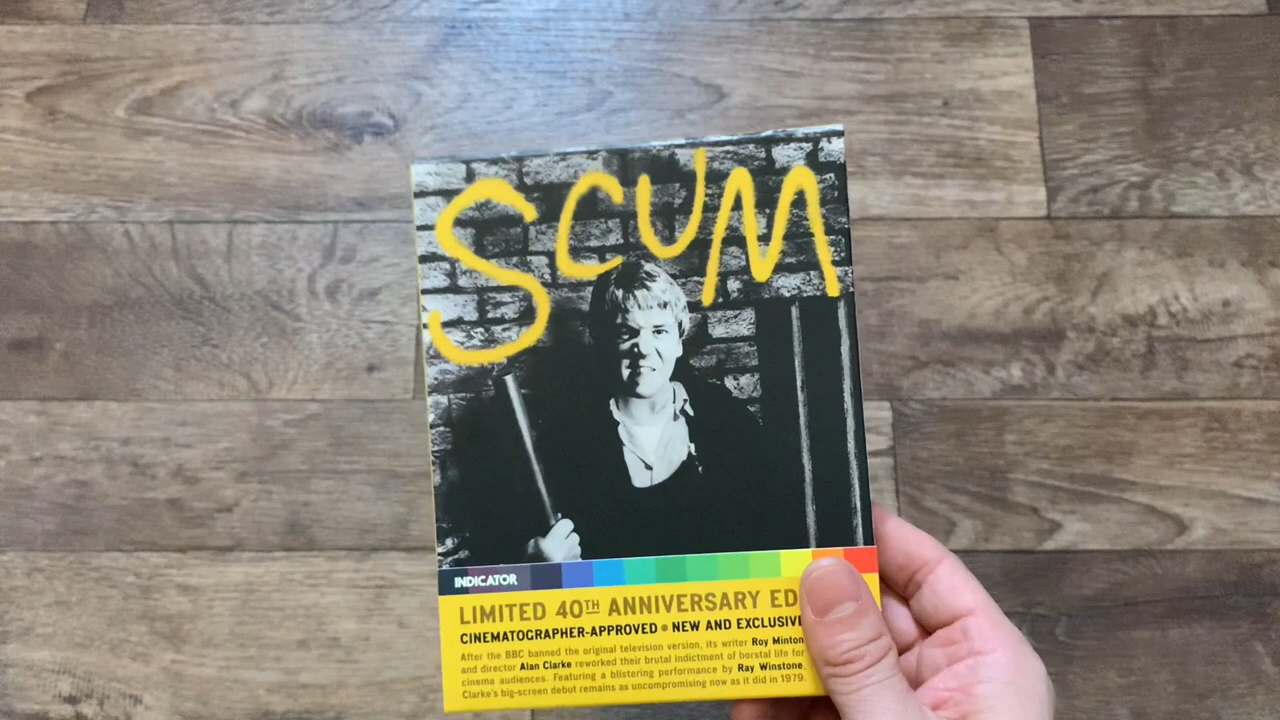 SCUM
INDICATOR
LIMITED 40TH ANNIVERSARY ED
CINEMATOGRAPHER-APPROVED • NEW AND EXCLUSIVE
After the BBC banned the original television version, its writer Roy Minton
and director Alan Clarke reworked their brutal indictment of borstal life for
cinema audiences. Featuring a blistering performance by Ray Winstone,
Clarke's big-screen debut remains as uncompromising now as it did in 1979.